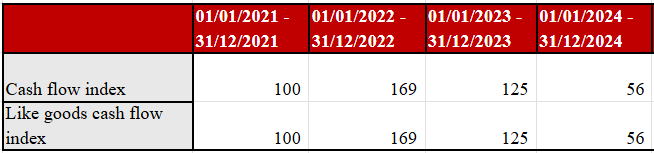 01/01/2021 - 01/01/2022 - 01/01/2023 - 01/01/2024 -
31/12/2021 31/12/2022 31/12/2023 31/12/2024
Cash flow index 100 169 125 56
Like goods cash flow
index 100 169 125 56